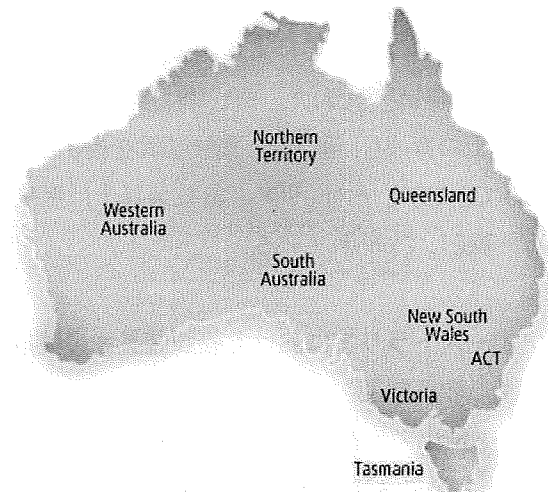 Northern
Territory
Western
Australia
Queensland
South
Australia
New South
Wales
ACT
Victoria
Tasmania